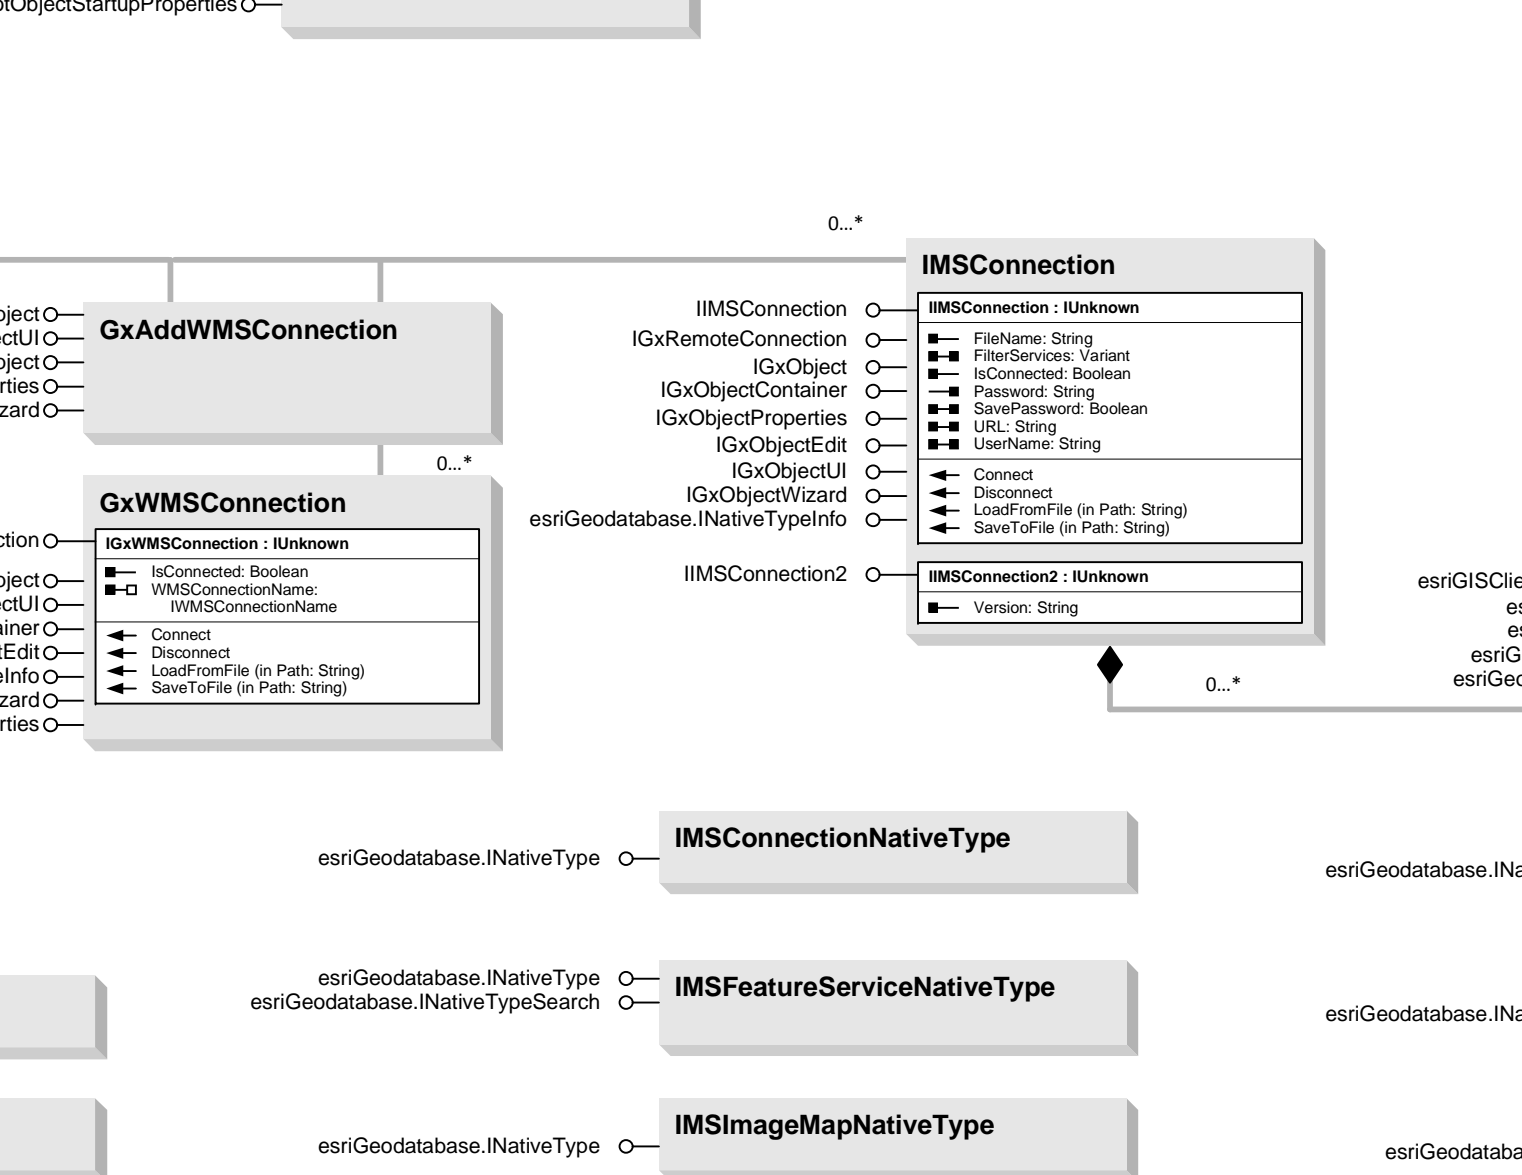 0...*
IMSConnection
IIMSConnection
IGxRemoteConnection
IGxObject
IGxObjectContainer
IGxObjectProperties
IGxObjectEdit
IGxObjectUI
IGxObjectWizard
esriGeodatabase.INativeTypeInfo
IIMSConnection2
IIMSConnection : IUnknown
FileName: String
FilterServices: Variant
IsConnected: Boolean
Password: String
SavePassword: Boolean
URL: String
UserName: String
Connect
Disconnect
LoadFromFile (in Path: String)
SaveToFile (in Path: String)
IIMSConnection2 : IUnknown
Version: String
0...*
GxAddWMSConnection
0...*
GxWMSConnection
IGxWMSConnection : IUnknown
IsConnected: Boolean
WMSConnectionName:
IWMSConnectionName
Connect
Disconnect
LoadFromFile (in Path: String)
SaveToFile (in Path: String)
esriGeodatabase.INativeType
IMSConnectionNativeType
esriGeodatabase.INativeType
esriGeodatabase.INativeTypeSearch
IMSFeatureServiceNativeType
esriGeodatabase.INativeType
IMSImageMapNativeType